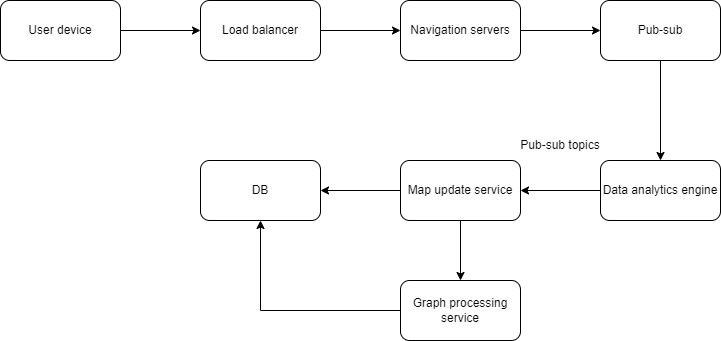 User device
Load balancer
Navigation servers
Pub-sub
Pub-sub topics
DB
Map update service
Data analytics engine
Graph processing
service